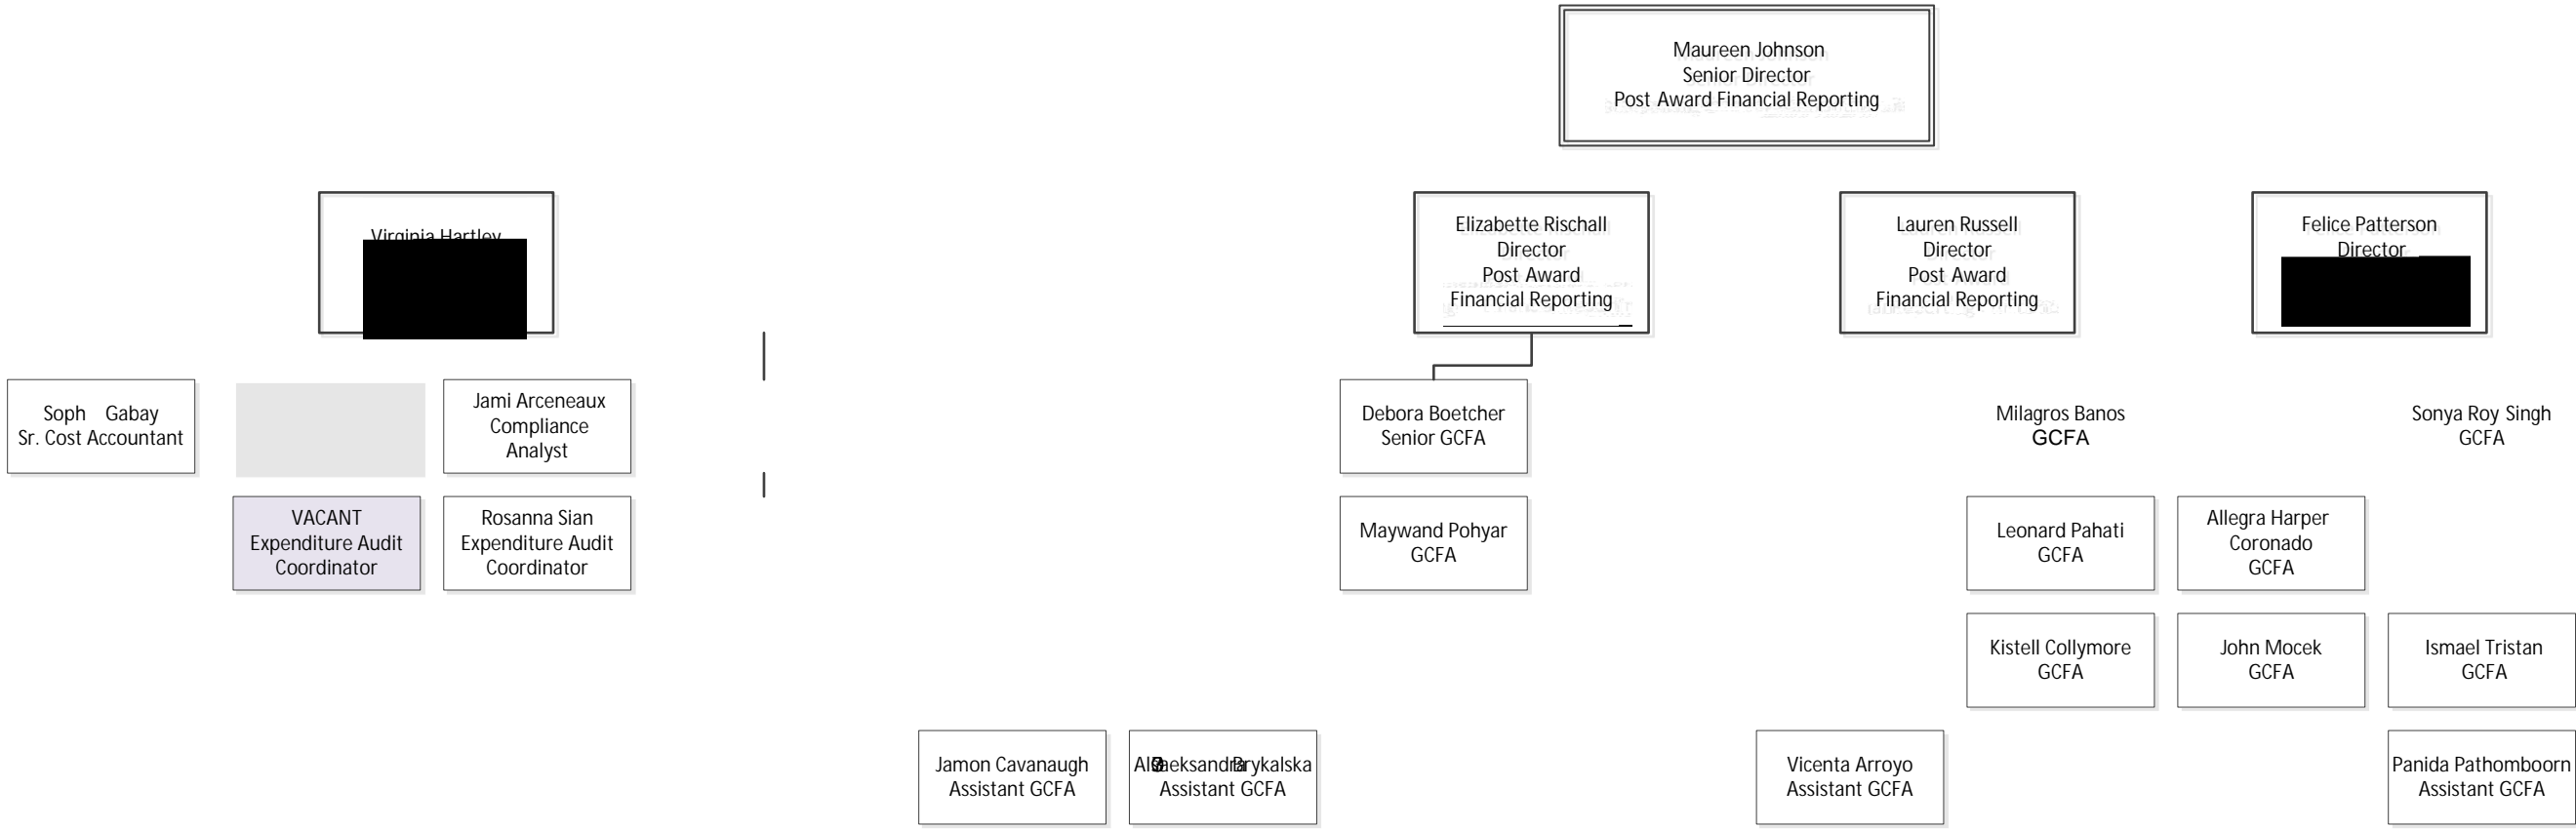 Maureen Johnson
Senior Director
Post Award Financial Reporting
Virginia Hartley
Elizabette Rischall
Director
Post Award
Financial Reporting
Lauren Russell
Director
Post Award
Financial Reporting
Felice Patterson
Director
Soph Gabay
Sr. Cost Accountant
Jami Arceneaux
Compliance
Analyst
Debora Boetcher
Senior GCFA
Milagros Banos
GCFA
Sonya Roy Singh
GCFA
VACANT
Expenditure Audit
Coordinator
Rosanna Sian
Expenditure Audit
Coordinator
Maywand Pohyar
GCFA
Leonard Pahati
GCFA
Allegra Harper
Coronado
GCFA
Kistell Collymore
GCFA
John Mocek
GCFA
Ismael Tristan
GCFA
Jamon Cavanaugh
Assistant GCFA
Brykalska
Assistant GCFA
Vicenta Arroyo
Assistant GCFA
Panida Pathomboorn
Assistant GCFA